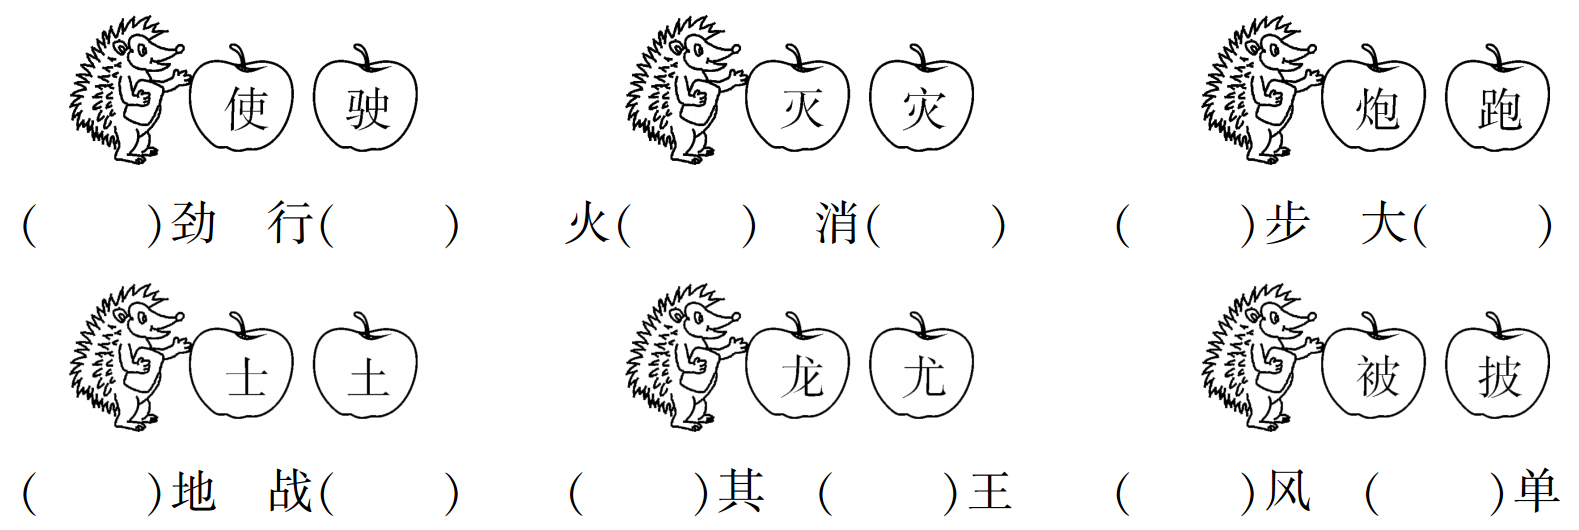 使 驶 灭 灾 炮 跑
( )劲 行( ) 火( ) 消( ) ( )步 大( )
士 土 龙 尤 被 披
( )地 战( ) ( )其 ( )王 ( )风 ( )单